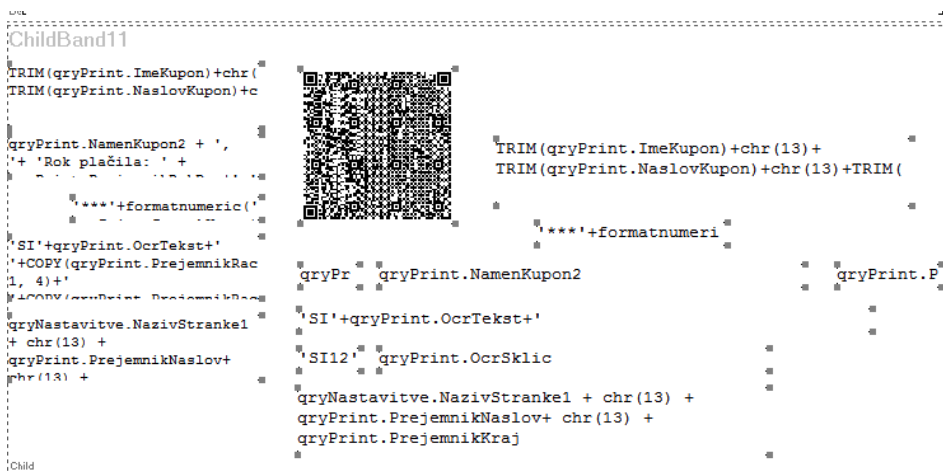 ChildBand11
TRIM(qryPrint.ImeKupon)+chr(
TRIM(qryPrint.NaslovKupon)+c
qryPrint.NamenKupon2 + ',
'+ 'Rok plačila: ' +
'***'+formatnumeric('
'SI'+qryPrint.OcrTekst+'
'+COPY(qryPrint.PrejemnikRac
1, 4)+'
'+COPY(qryPrint.PrejemnikRac
qryNastavitve.NazivStranke1
+ chr(13) +
qryPrint.PrejemnikNaslov+
chr(13) +
TRIM(qryPrint.ImeKupon)+chr(13)+
TRIM(qryPrint.NaslovKupon)+chr(13)+TRIM(
'***'+formatnumeri
qryPr qryPrint.NamenKupon2 qryPrint.P
'SI'+qryPrint.OcrTekst+'
'SI12' qryPrint.OcrSklic
qryNastavitve.NazivStranke1 + chr(13) +
qryPrint.PrejemnikNaslov+ chr(13) +
qryPrint.PrejemnikKraj
Child